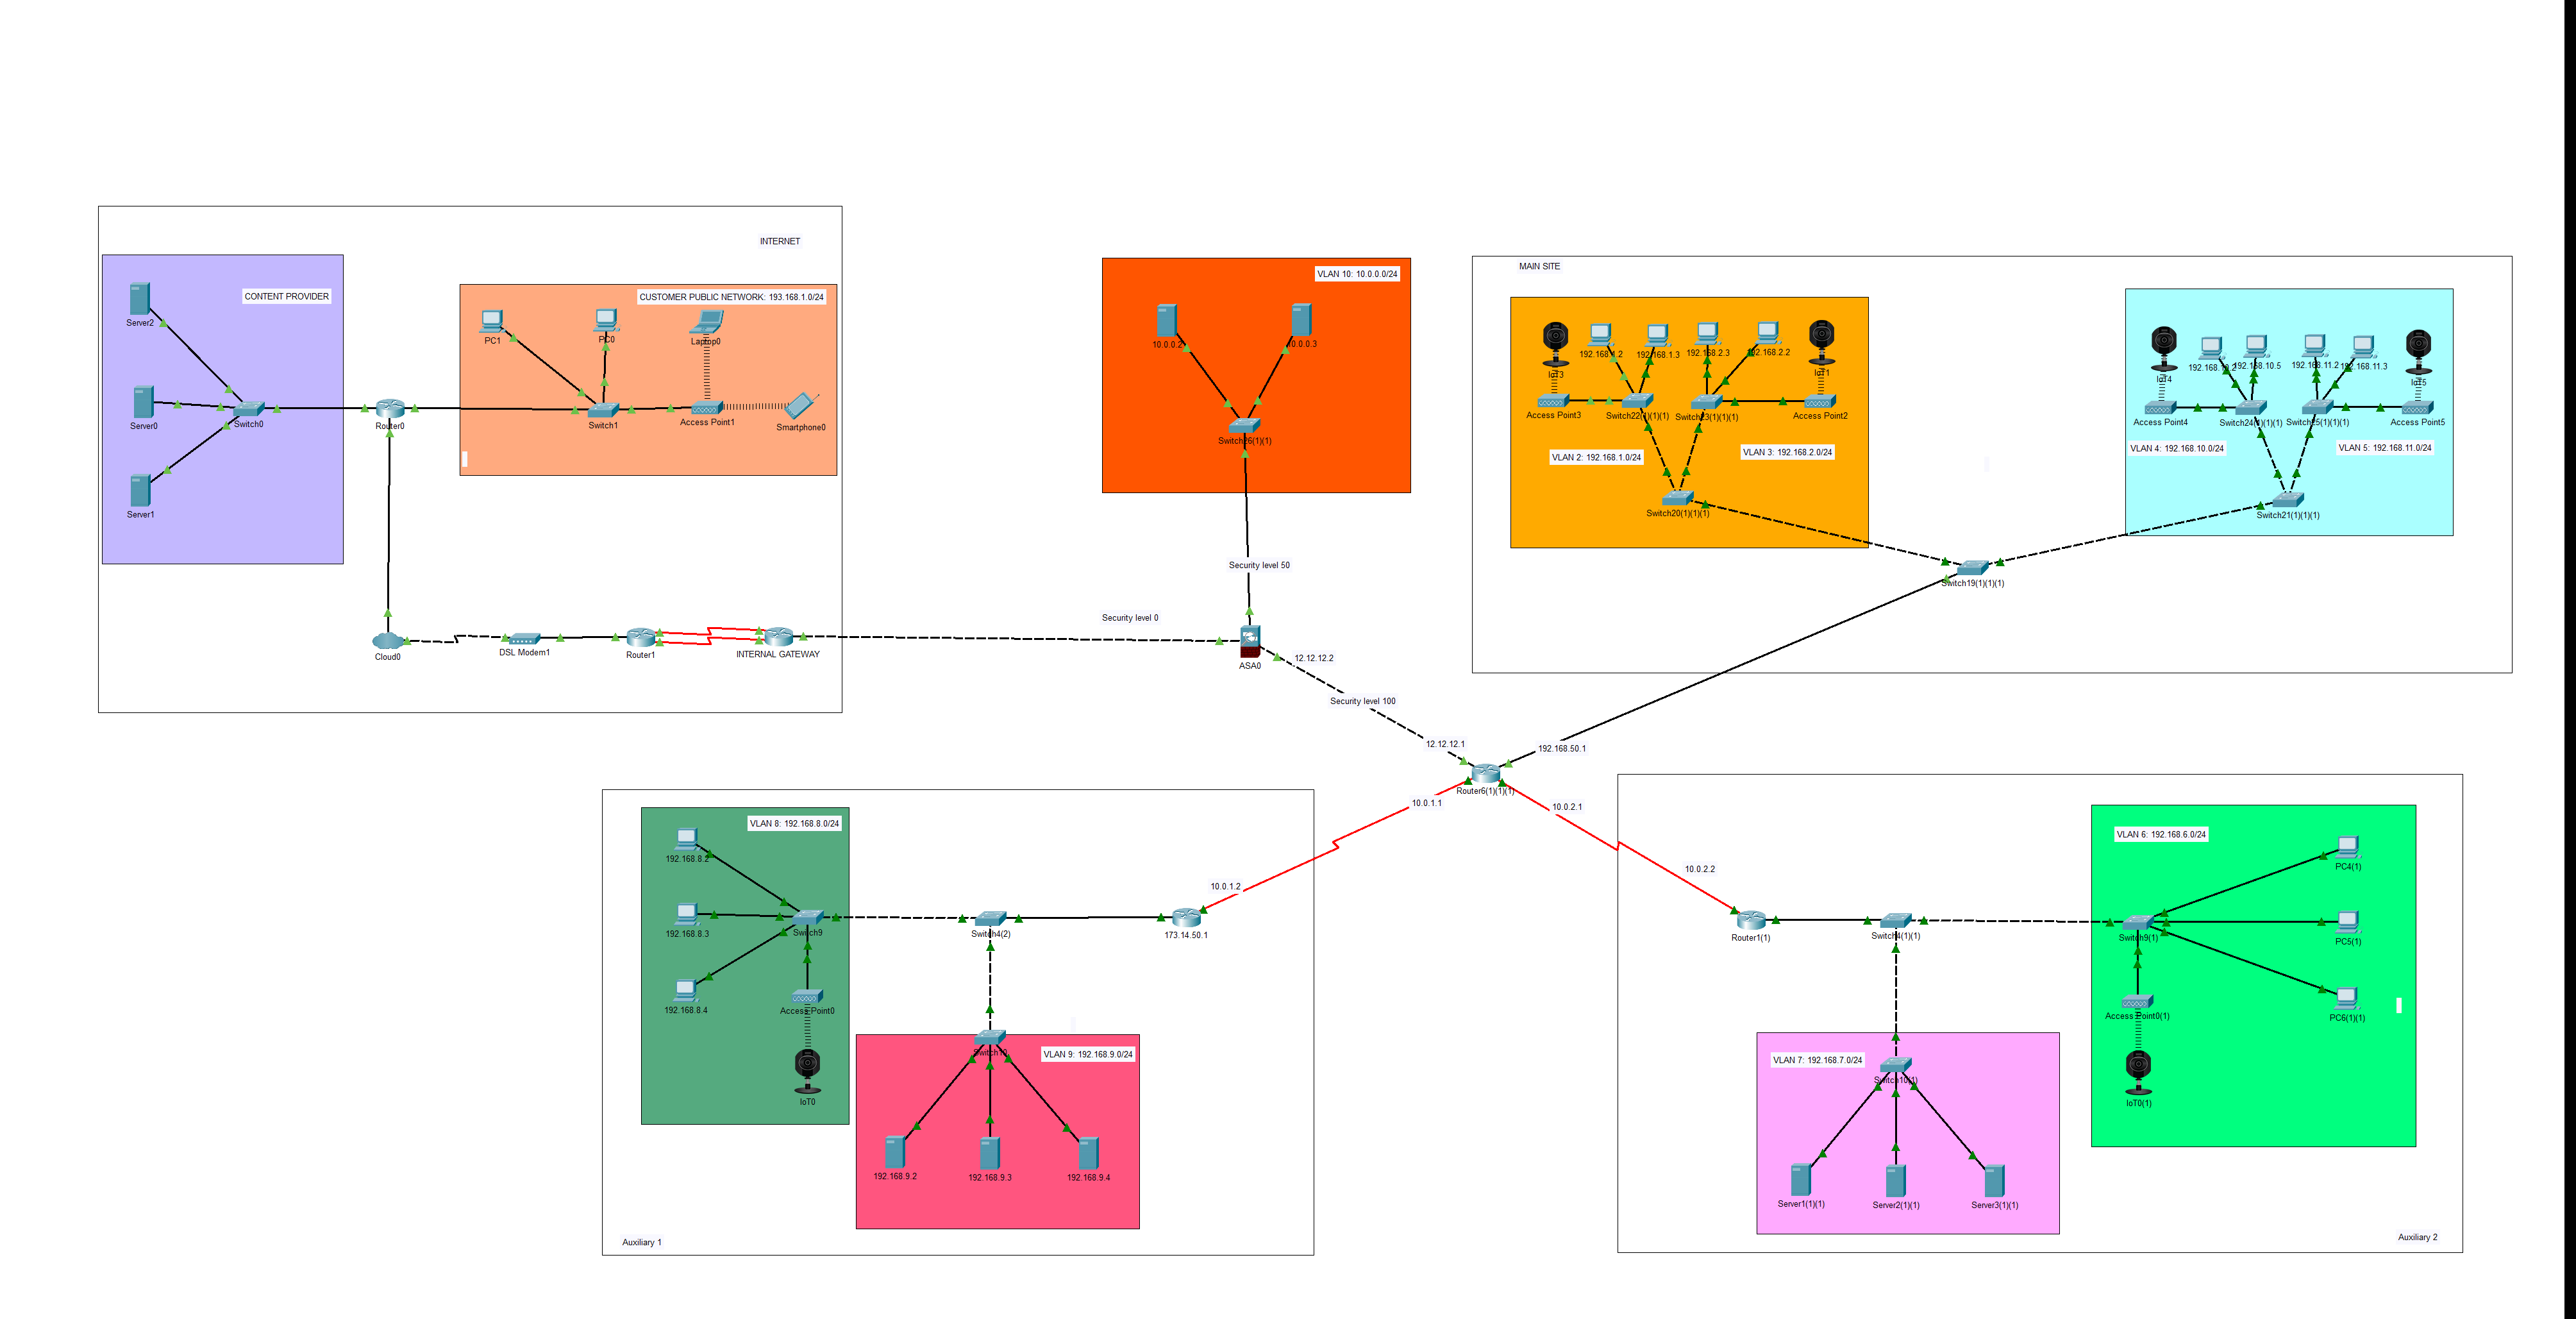 INTERNET
CONTENT PROVIDER
Server2
Server0
Server1
Switch0
Router0
CUSTOMER PUBLIC NETWORK: 193.168.1.0/24
PC1
PC0
Laptop0
Switch1
Access Point1
Smartphone0
Cloud0
DSL Modem1
Router1
INTERNAL GATEWAY
VLAN 10: 10.0.0.0/24
10.0.0.2
10.0.0.3
Switch26(1)(1)
Security level 50
Security level 0
ASA0
12.12.12.2
Security level 100
12.12.12.1
192.168.50.1
Router6(1)(1)(1)
10.0.1.1
10.0.2.1
MAIN SITE
IoT3
192.168.1.2
192.168.1.3
192.168.2.3
192.168.2.2
IoT1
Access Point3
Switch22(1)(1)(1)
Switch23(1)(1)(1)
Access Point2
VLAN 2: 192.168.1.0/24
VLAN 3: 192.168.2.0/24
Switch20(1)(1)(1)
IoT4
192.168.10.2
192.168.10.5
192.168.11.2
192.168.11.3
IoT5
Access Point4
Switch24(1)(1)(1)
Switch25(1)(1)(1)
Access Point5
VLAN 4: 192.168.10.0/24
VLAN 5: 192.168.11.0/24
Switch21(1)(1)(1)
Switch19(1)(1)(1)
VLAN 8: 192.168.8.0/24
192.168.8.2
192.168.8.3
192.168.8.4
Switch9
Access Point0
IoT0
Switch4(2)
10.0.1.2
173.14.50.1
Switch10
VLAN 9: 192.168.9.0/24
192.168.9.2
192.168.9.3
192.168.9.4
Auxiliary 1
10.0.2.2
Router1(1)
Switch4(1)(1)
VLAN 6: 192.168.6.0/24
Switch9(1)
PC4(1)
PC5(1)
PC6(1)(1)
Access Point0(1)
IoT0(1)
VLAN 7: 192.168.7.0/24
Switch10(1)
Server1(1)(1)
Server2(1)(1)
Server3(1)(1)
Auxiliary 2